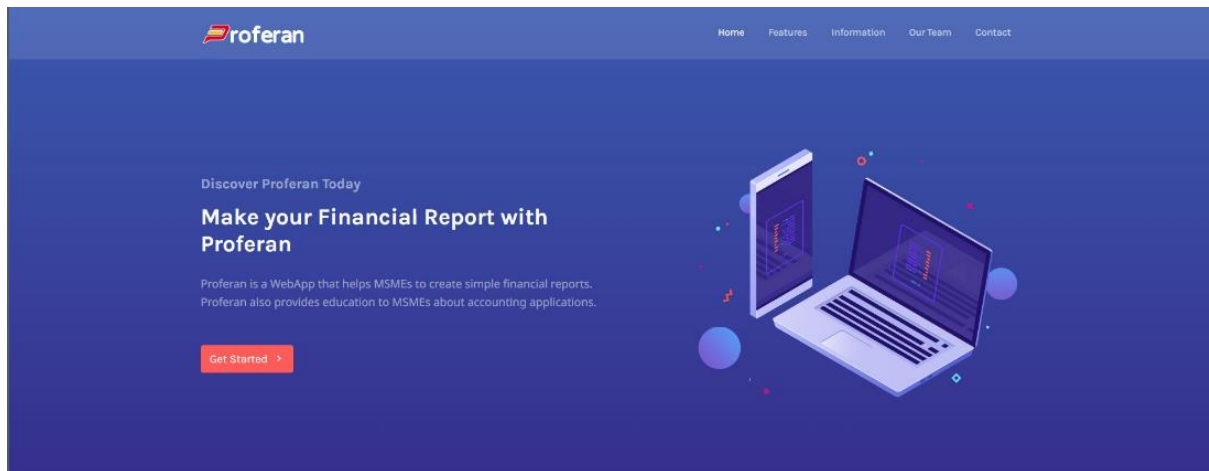 Proferan
Home Features Information Our Team Contact
Discover Proferan Today
Make your Financial Report with
Proferan
Proferan is a WebApp that helps MSMEs to create simple financial reports.
Proferan also provides education to MSMEs about accounting applications.
Get Started >